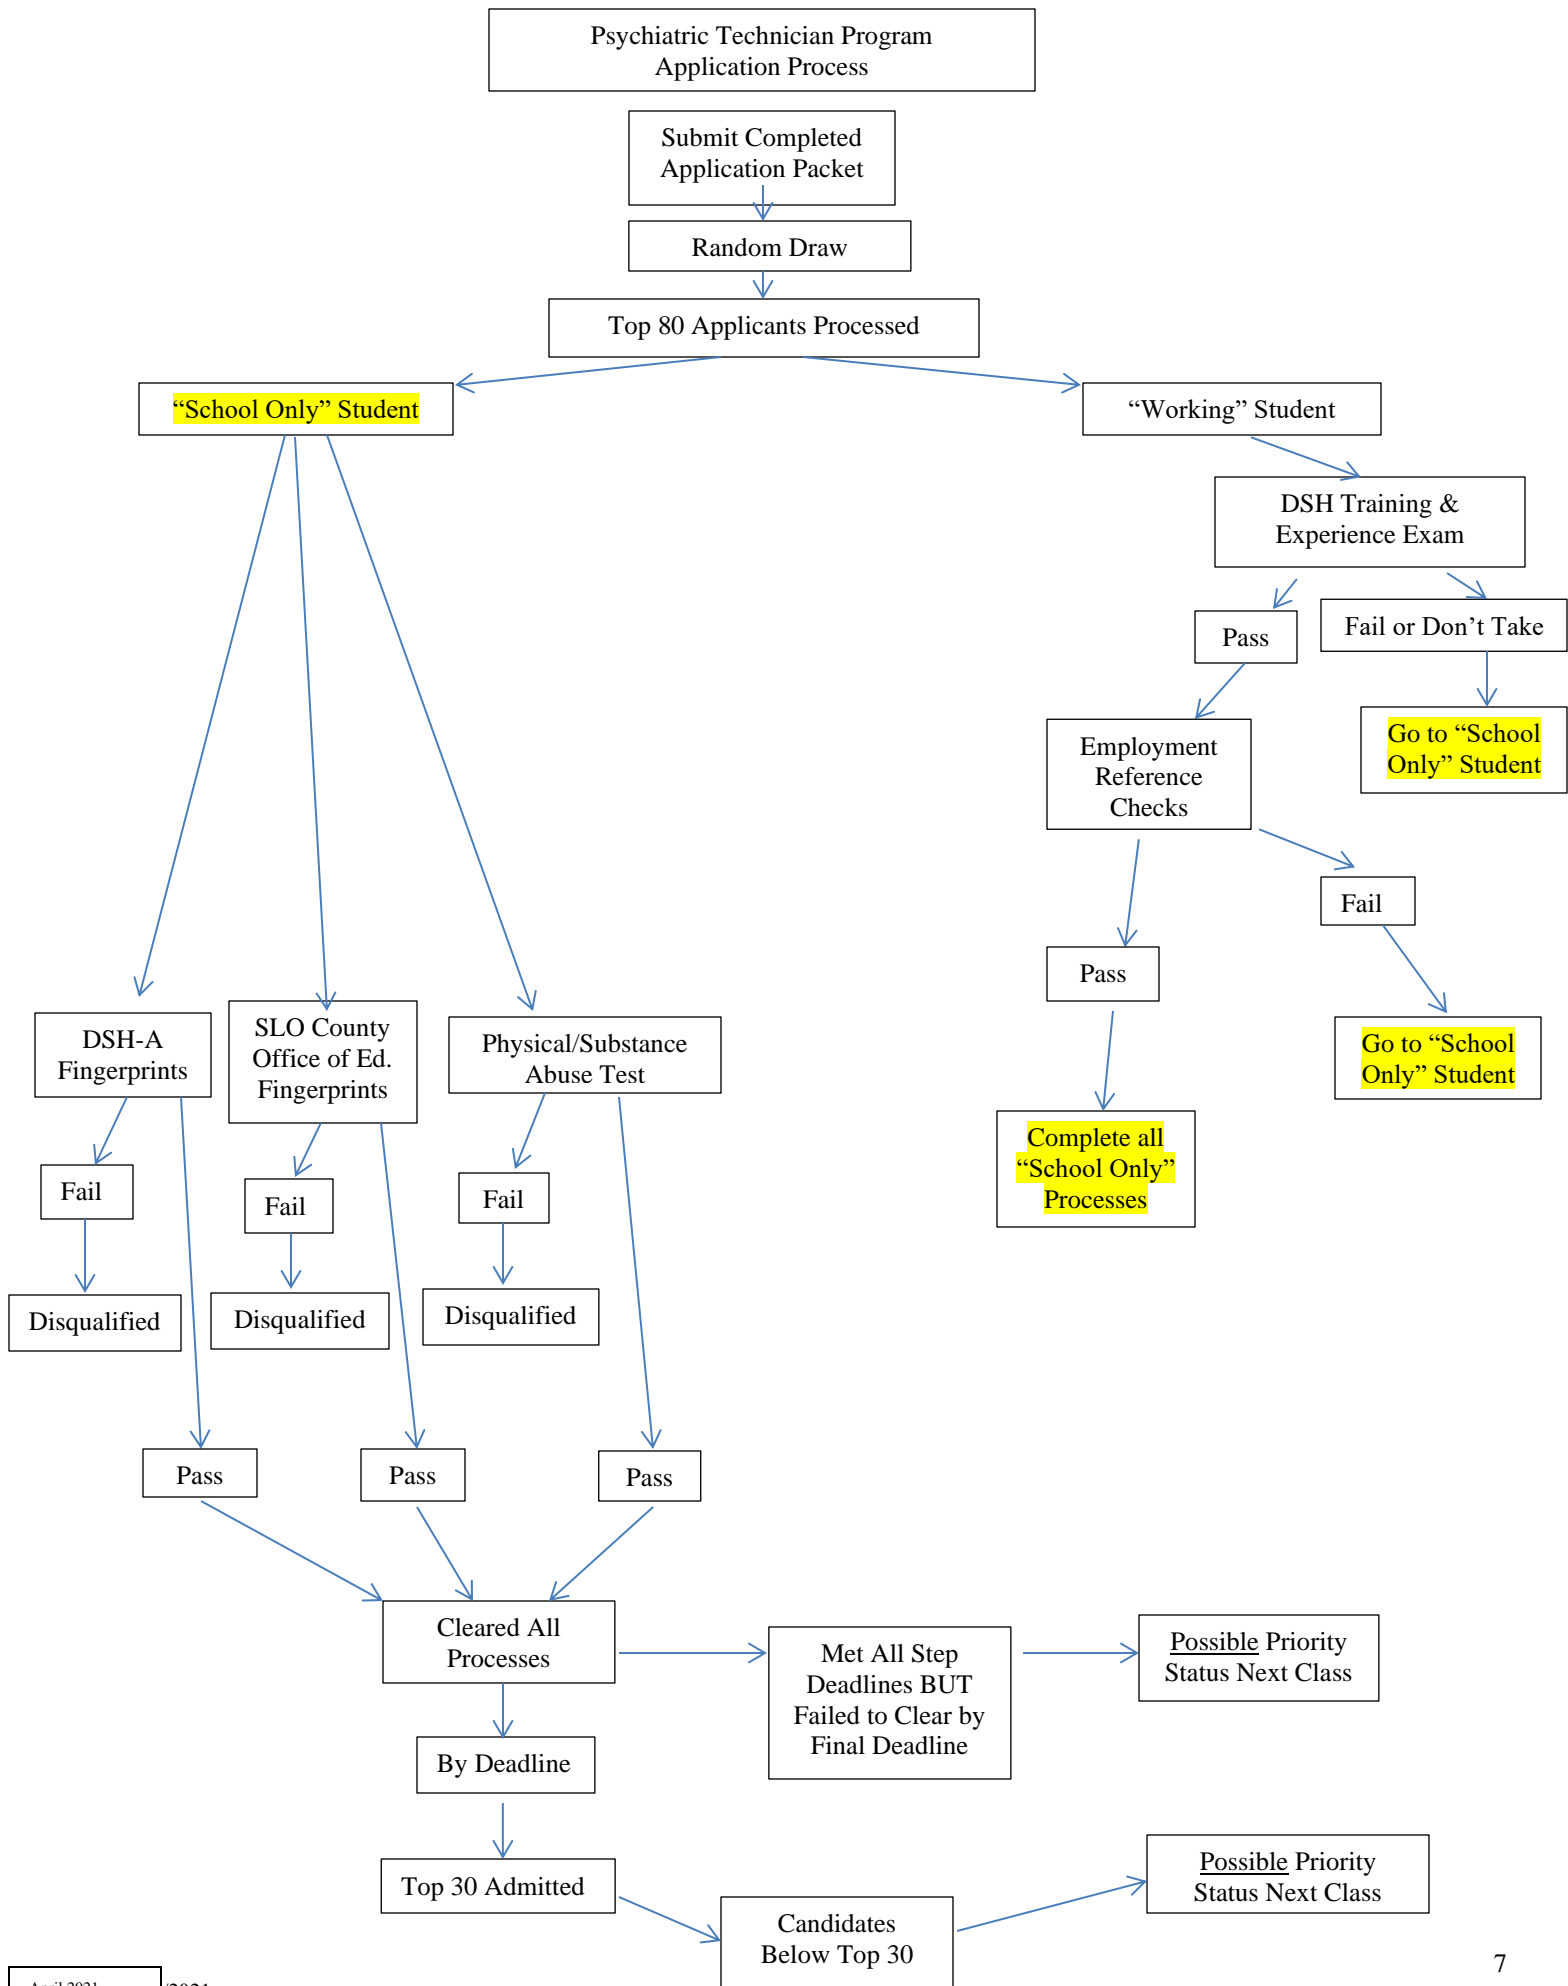 Psychiatric Technician Program
Application Process
Submit Completed
Application Packet
Random Draw
Top 80 Applicants Processed
“School Only” Student
“Working” Student
DSH Training &
Experience Exam
Pass
Fail or Don’t Take
Go to “School
Only” Student
Employment
Reference
Checks
Fail
Pass
Go to “School
Only” Student
Complete all
“School Only”
Processes
DSH-A
Fingerprints
SLO County
Office of Ed.
Fingerprints
Physical/Substance
Abuse Test
Fail
Fail
Fail
Disqualified
Disqualified
Disqualified
Pass
Pass
Pass
Cleared All
Processes
Met All Step
Deadlines BUT
Failed to Clear by
Final Deadline
Possible Priority
Status Next Class
By Deadline
Top 30 Admitted
Candidates
Below Top 30
Possible Priority
Status Next Class
7
April 2021
/2021